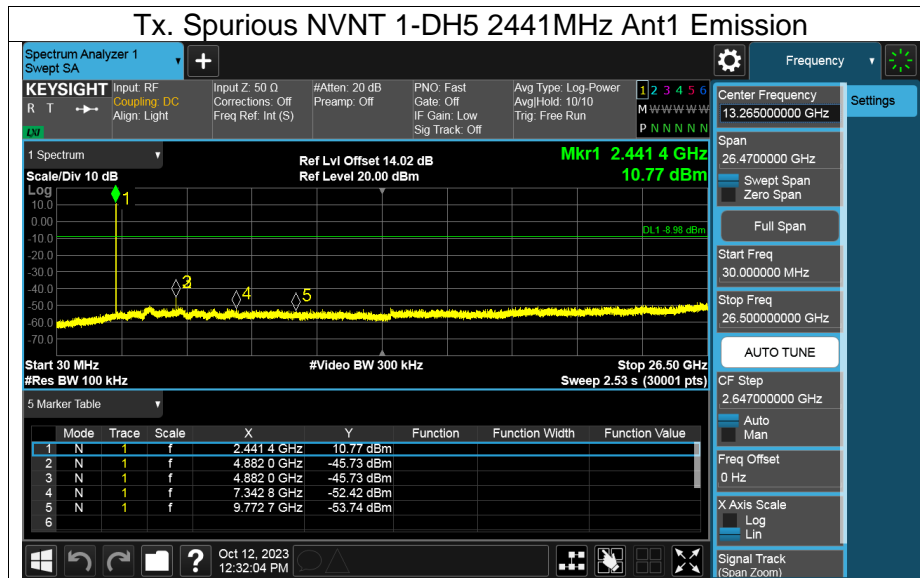 Tx. Spurious NVNT 1-DH5 2441MHz Ant1 Emission
Spectrum Analyzer 1
Swept SA
+
Frequency
KEYSIGHT
R T
LXI
Input: RF
Coupling: DC
Align: Light
Input Z: 50 Ω
Corrections: Off
Freq Ref: Int (S)
#Atten: 20 dB
Preamp: Off
PNO: Fast
Gate: Off
IF Gain: Low
Sig Track: Off
Avg Type: Log-Power
Avg|Hold: 10/10
Trig: Free Run
1 2 3 4 5 6
M W W W W W
P N N N N N
1 Spectrum
Scale/Div 10 dB
Ref Lvl Offset 14.02 dB
Ref Level 20.00 dBm
Mkr1 2.441 4 GHz
10.77 dBm
Log
10.0
0.00
-10.0
-20.0
-30.0
-40.0
-50.0
-60.0
-70.0
1
3
4
5
DL1 -8.98 dBm
Start 30 MHz
#Res BW 100 kHz
#Video BW 300 kHz
Stop 26.50 GHz
Sweep 2.53 s (30001 pts)
5 Marker Table
Mode Trace Scale X Y Function Function Width Function Value
1 N 1 f 2.441 4 GHz 10.77 dBm
2 N 1 f 4.882 0 GHz -45.73 dBm
3 N 1 f 4.882 0 GHz -45.73 dBm
4 N 1 f 7.342 8 GHz -52.42 dBm
5 N 1 f 9.772 7 GHz -53.74 dBm
6
?
Oct 12, 2023
12:32:04 PM
Center Frequency
13.265000000 GHz
Settings
Span
26.4700000 GHz
Swept Span
Zero Span
Full Span
Start Freq
30.000000 MHz
Stop Freq
26.500000000 GHz
AUTO TUNE
CF Step
2.647000000 GHz
Auto
Man
Freq Offset
0 Hz
X Axis Scale
Log
Lin
Signal Track
(Span Zoom)